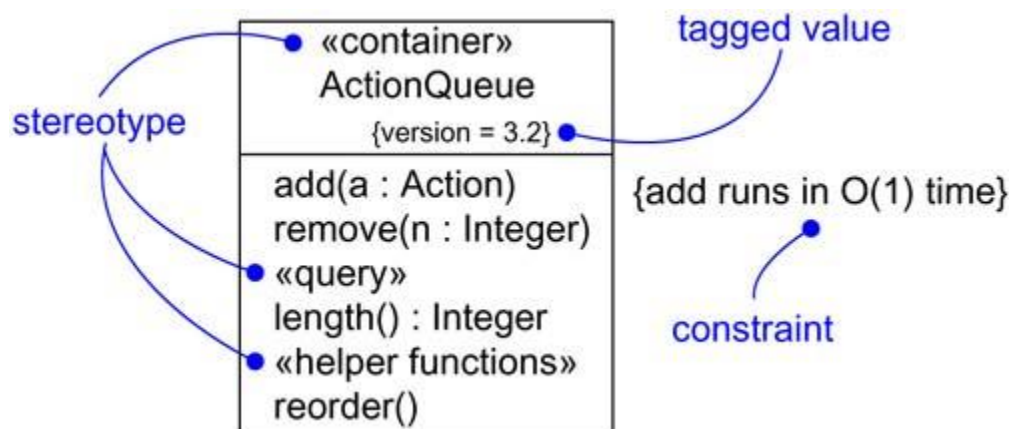 «container»
ActionQueue
{version = 3.2}
tagged value
stereotype
add(a : Action)
remove(n : Integer)
«query»
length() : Integer
«helper functions»
reorder()
{add runs in O(1) time}
constraint